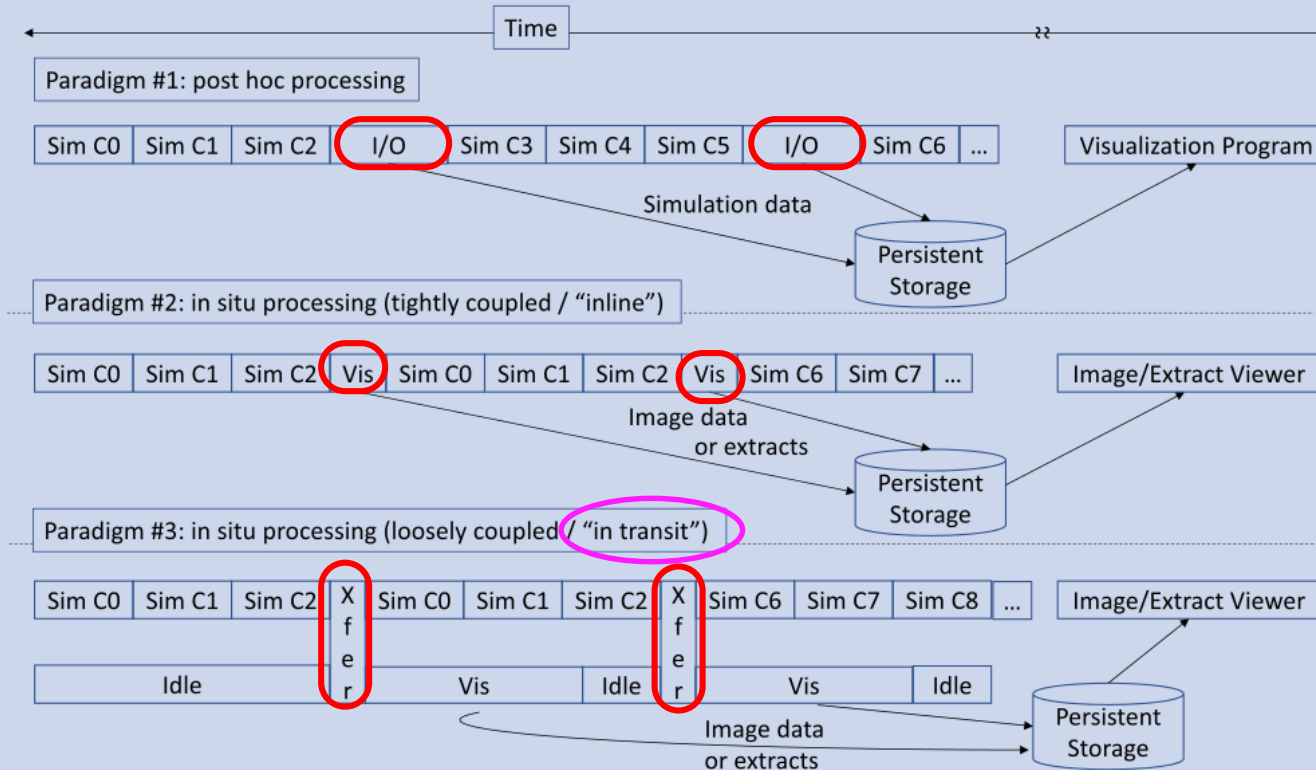 Time
Paradigm #1: post hoc processing
Sim C0 Sim C1 Sim C2 I/O Sim C3 Sim C4 Sim C5 I/O Sim C6 ... Visualization Program
Simulation data
Persistent
Storage
Paradigm #2: in situ processing (tightly coupled / “inline”)
Sim C0 Sim C1 Sim C2 Vis Sim C0 Sim C1 Sim C2 Vis Sim C6 Sim C7 ... Image/Extract Viewer
Image data
or extracts
Persistent
Storage
Paradigm #3: in situ processing (loosely coupled / “in transit”)
Sim C0 Sim C1 Sim C2 Xfer Sim C0 Sim C1 Sim C2 Xfer Sim C6 Sim C7 Sim C8 ... Image/Extract Viewer
Idle Vis Idle Vis Idle
Image data
or extracts
Persistent
Storage